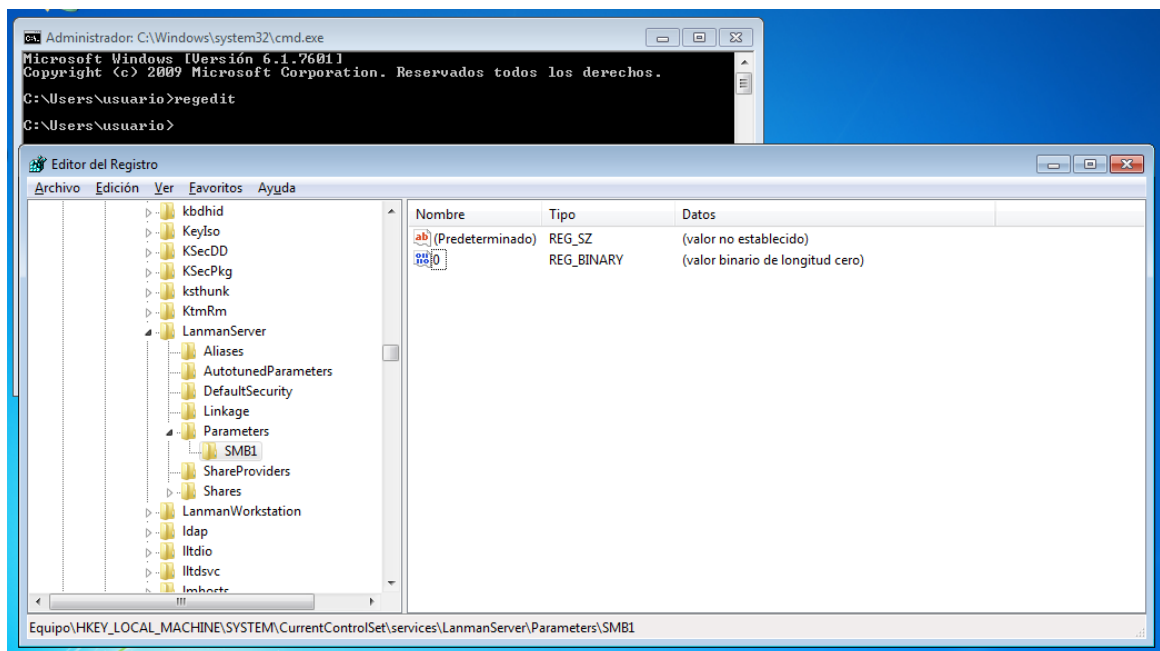 Administrador: C:\Windows\system32\cmd.exe
Microsoft Windows [Versión 6.1.7601]
Copyright (c) 2009 Microsoft Corporation. Reservados todos los derechos.
C:\Users\usuario>regedit
C:\Users\usuario>
Editor del Registro
Archivo Edición Ver Favoritos Ayuda
kbdhid
KeyIso
KSecDD
KSecPkg
ksthunk
KtmRm
LanmanServer
Aliases
AutotunedParameters
DefaultSecurity
Linkage
Parameters
SMB1
ShareProviders
Shares
LanmanWorkstation
ldap
lltdio
lltdsvc
lmhosts
Nombre Tipo Datos
(Predeterminado) REG_SZ (valor no establecido)
0 REG_BINARY (valor binario de longitud cero)
Equipo\HKEY_LOCAL_MACHINE\SYSTEM\CurrentControlSet\services\LanmanServer\Parameters\SMB1